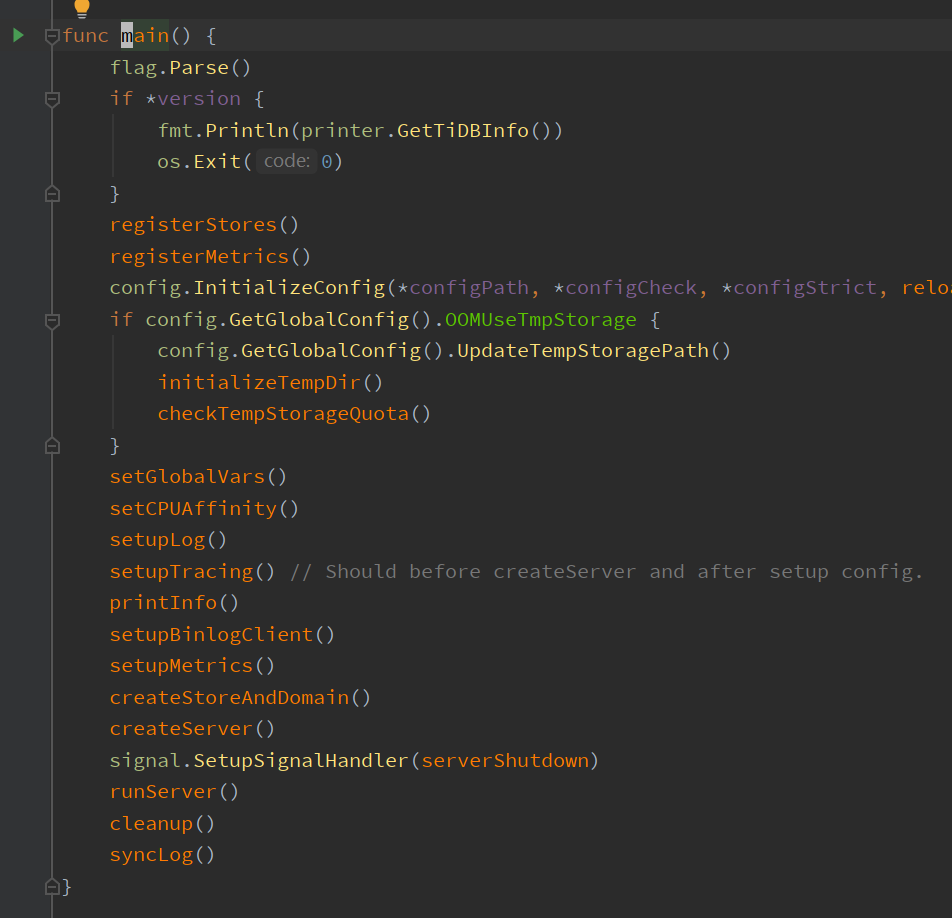 func main() {
flag.Parse()
if *version {
fmt.Println(printer.GetTiDBInfo())
os.Exit( code: 0)
}
registerStores()
registerMetrics()
config.InitializeConfig(*configPath, *configCheck, *configStrict, relo
if config.GetGlobalConfig().OOMUseTmpStorage {
config.GetGlobalConfig().UpdateTempStoragePath()
initializeTempDir()
checkTempStorageQuota()
}
setGlobalVars()
setCPUAffinity()
setupLog()
setupTracing() // Should before createServer and after setup config.
printInfo()
setupBinlogClient()
setupMetrics()
createStoreAndDomain()
createServer()
signal.SetupSignalHandler(serverShutdown)
runServer()
cleanup()
syncLog()
}